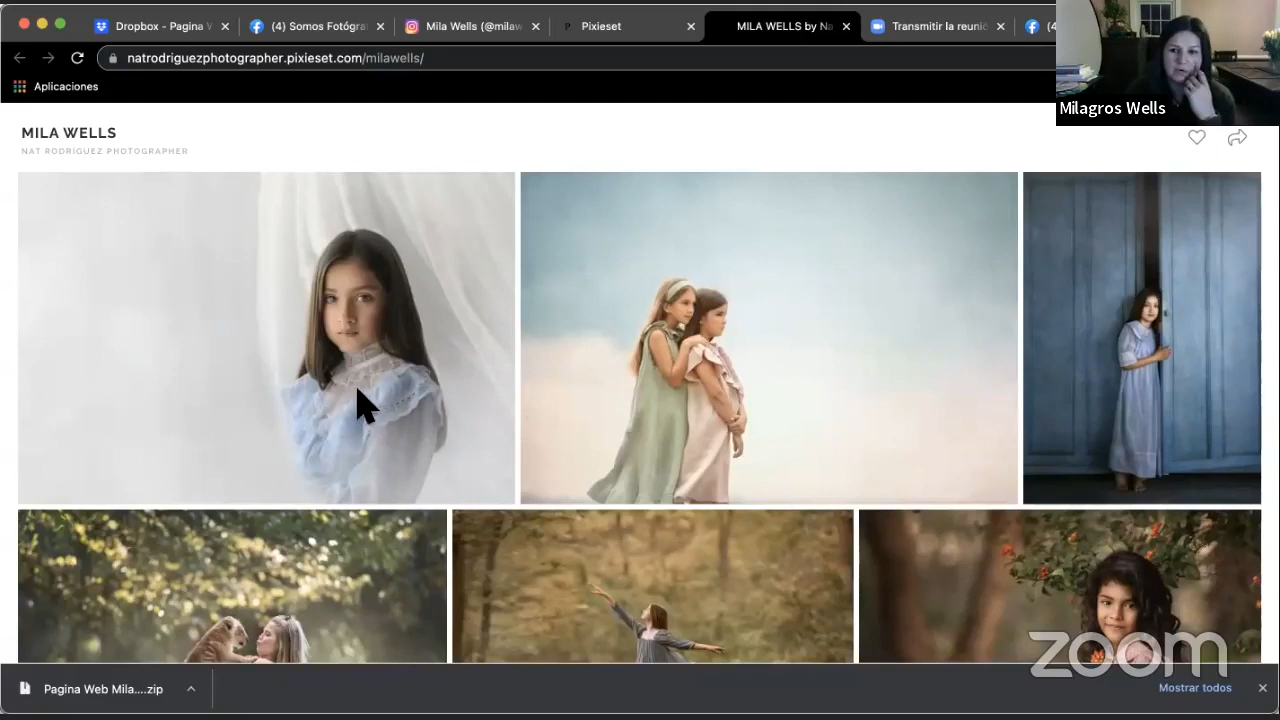 Dropbox - Pagina V
(4) Somos Fotógra
Mila Wells (@milaw
Pixieset
MILA WELLS by Na
Transmitir la reunió
(4
natrodriguezphotographer.pixieset.com/milawells/
Aplicaciones
Milagros Wells
MILA WELLS
NAT RODRIGUEZ PHOTOGRAPHER
zoom
Pagina Web Mila....zip
Mostrar todos